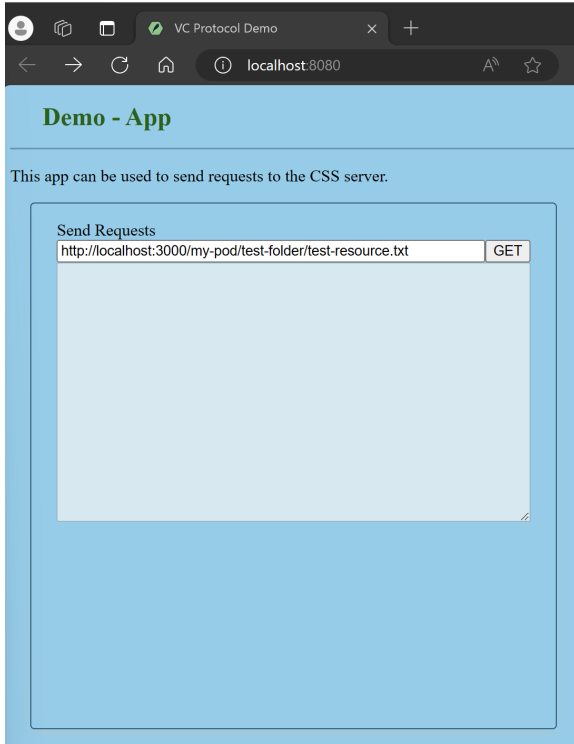 VC Protocol Demo
localhost:8080
Demo - App
This app can be used to send requests to the CSS server.
Send Requests
http://localhost:3000/my-pod/test-folder/test-resource.txt
GET